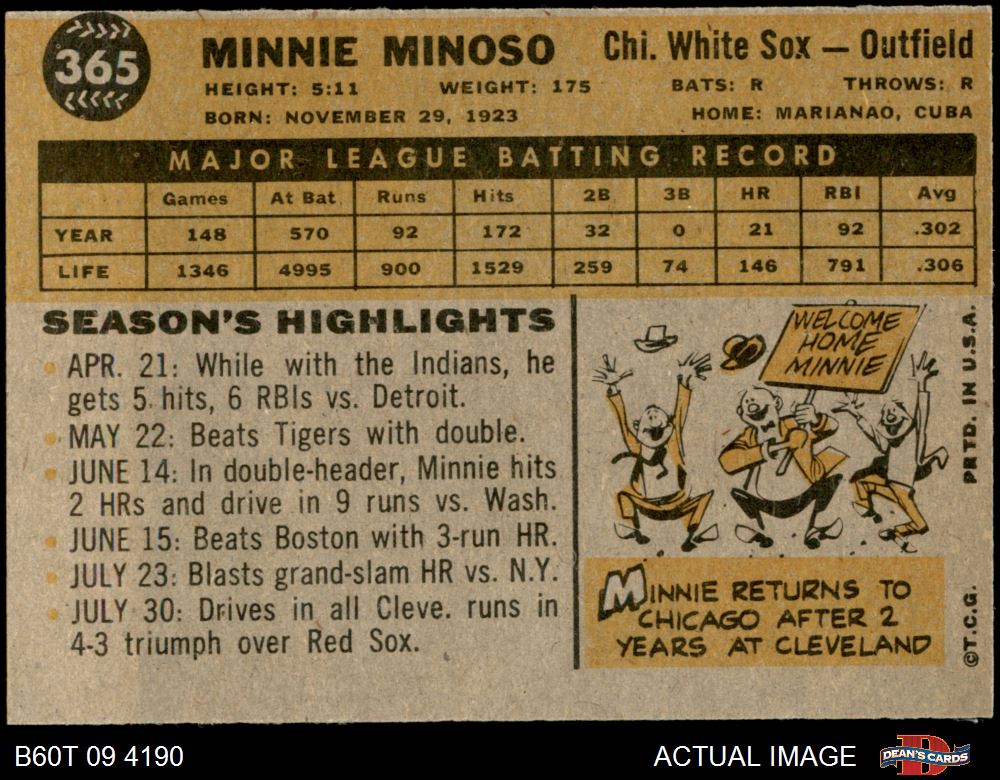 365
MINNIE MINOSO Chi. White Sox — Outfield
HEIGHT: 5:11 WEIGHT: 175 BATS: R THROWS: R
BORN: NOVEMBER 29, 1923 HOME: MARIANAO, CUBA
MAJOR LEAGUE BATTING RECORD
Games At Bat Runs Hits 2B 3B HR RBI Avg
YEAR 148 570 92 172 32 0 21 92 .302
LIFE 1346 4995 900 1529 259 74 146 791 .306
SEASON'S HIGHLIGHTS
APR. 21: While with the Indians, he
gets 5 hits, 6 RBIs vs. Detroit.
MAY 22: Beats Tigers with double.
JUNE 14: In double-header, Minnie hits
2 HRs and drive in 9 runs vs. Wash.
JUNE 15: Beats Boston with 3-run HR.
JULY 23: Blasts grand-slam HR vs. N.Y.
JULY 30: Drives in all Cleve. runs in
4-3 triumph over Red Sox.
WELCOME
HOME
MINNIE
MINNIE RETURNS TO
CHICAGO AFTER 2
YEARS AT CLEVELAND
PRTD. IN U.S.A.
©T.C.G.
B60T 09 4190 ACTUAL IMAGE
D
DEAN'S CARDS